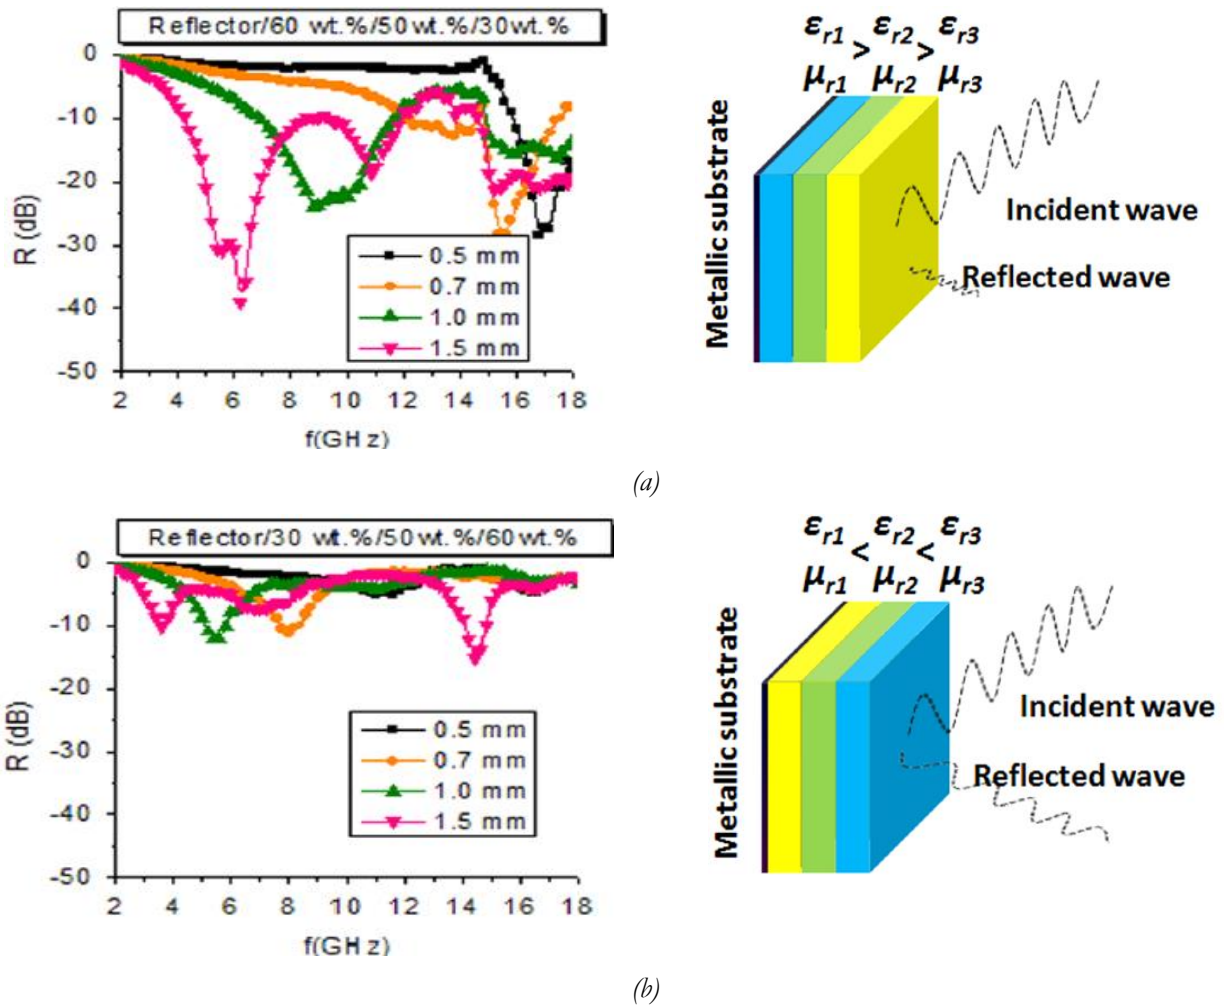 Reflector/60 wt.%/50wt.%/30wt.%
R (dB)
0
-10
-20
-30
-40
-50
0.5 mm
0.7 mm
1.0 mm
1.5 mm
2 4 6 8 10 12 14 16 18
f(GHz)
εr1 > εr2 > εr3
μr1 μr2 μr3
Metallic substrate
Incident wave
Reflected wave
(a)
Reflector/30 wt.%/50wt.%/60wt.%
R (dB)
0
-10
-20
-30
-40
-50
0.5 mm
0.7 mm
1.0 mm
1.5 mm
2 4 6 8 10 12 14 16 18
f(GHz)
εr1 < εr2 < εr3
μr1 μr2 μr3
Metallic substrate
Incident wave
Reflected wave
(b)